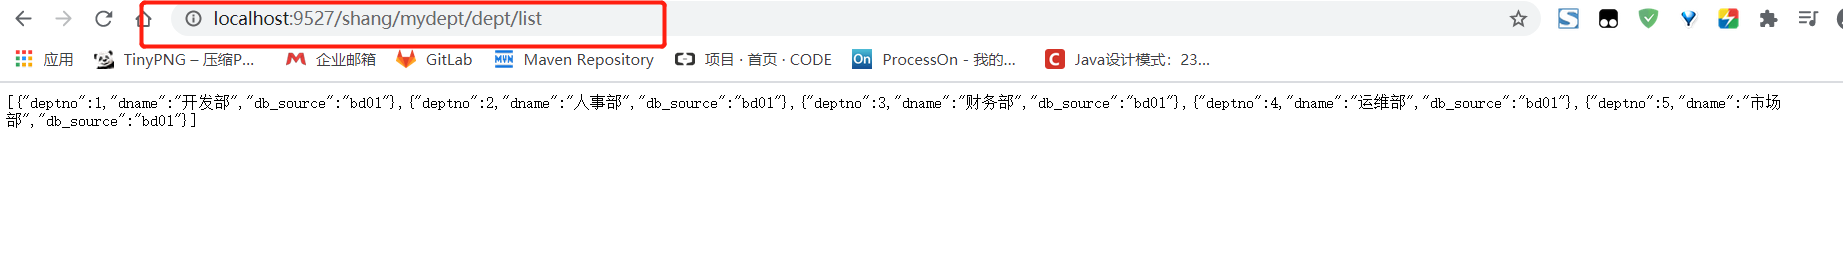 localhost:9527/shang/mydept/dept/list
应用 TinyPNG – 压缩P... 企业邮箱 GitLab MVN Maven Repository 项目 · 首页 · CODE On ProcessOn - 我的... C Java设计模式：23...
[{"deptno":1,"dname":"开发部","db_source":"bd01"},{"deptno":2,"dname":"人事部","db_source":"bd01"},{"deptno":3,"dname":"财务部","db_source":"bd01"},{"deptno":4,"dname":"运维部","db_source":"bd01"},{"deptno":5,"dname":"市场
部","db_source":"bd01"}]